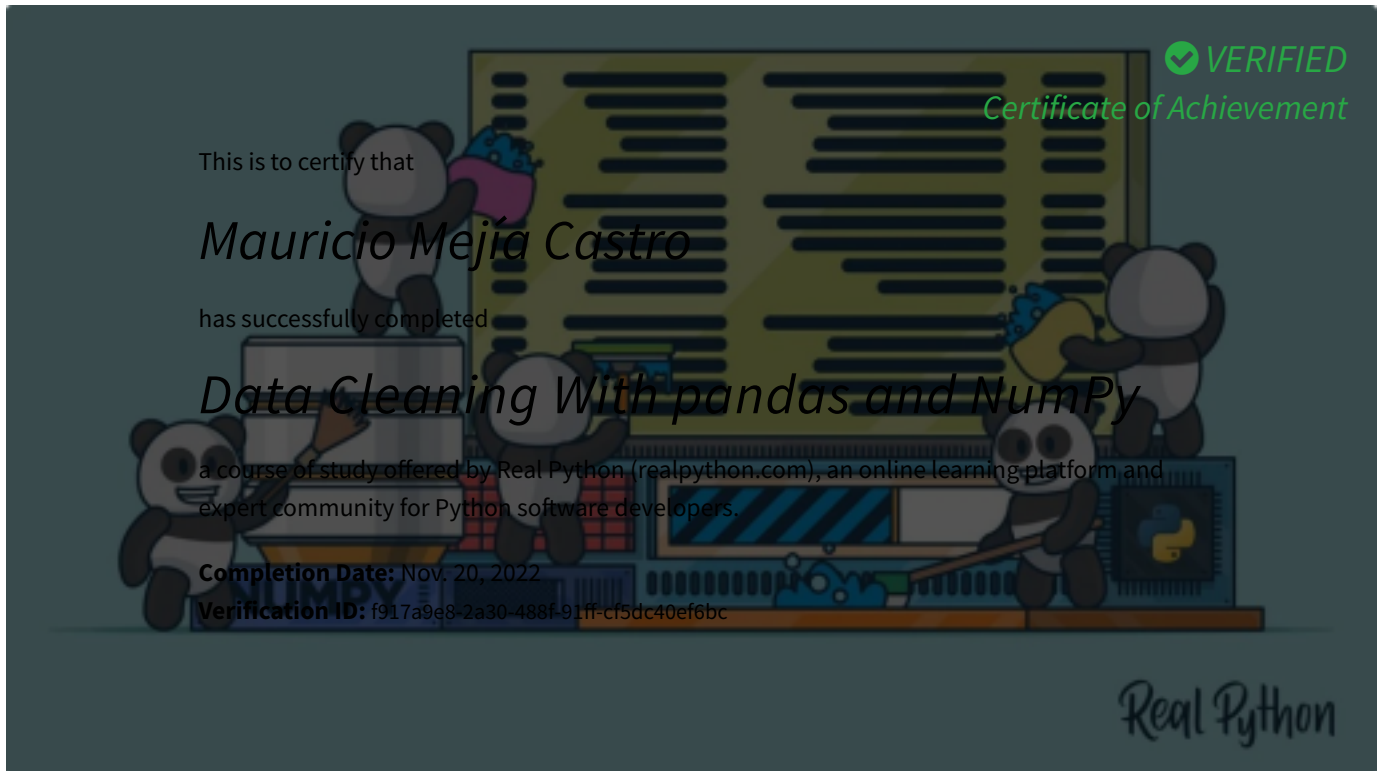 VERIFIED
Certificate of Achievement
This is to certify that
Mauricio Mejía Castro
has successfully completed
Data Cleaning With pandas and NumPy
a course of study offered by Real Python (realpython.com), an online learning platform and
expert community for Python software developers.
Completion Date: Nov. 20, 2022
NUMPY
Verification ID: f917a9e8-2a30-488f-91ff-cf5dc40ef6bc
Real Python